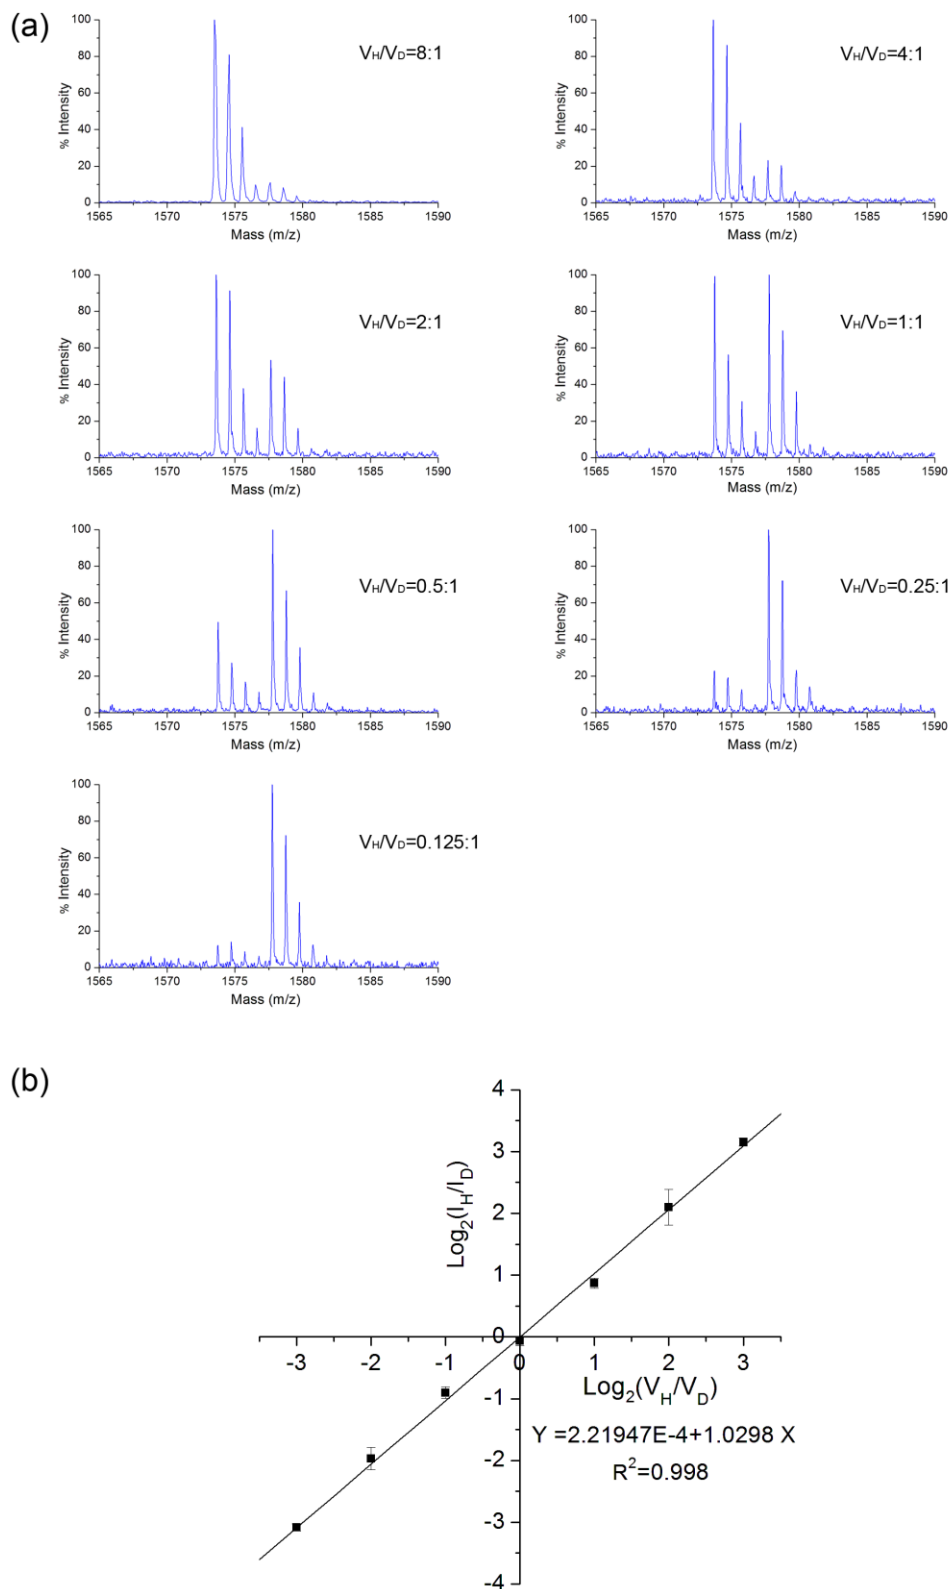 (a)
100
80
60
40
20
0
% Intensity
VH/VD=8:1
1565 1570 1575 1580 1585 1590
Mass (m/z)
100
80
60
40
20
0
% Intensity
VH/VD=4:1
1565 1570 1575 1580 1585 1590
Mass (m/z)
100
80
60
40
20
0
% Intensity
VH/VD=2:1
1565 1570 1575 1580 1585 1590
Mass (m/z)
100
80
60
40
20
0
% Intensity
VH/VD=1:1
1565 1570 1575 1580 1585 1590
Mass (m/z)
100
80
60
40
20
0
% Intensity
VH/VD=0.5:1
1565 1570 1575 1580 1585 1590
Mass (m/z)
100
80
60
40
20
0
% Intensity
VH/VD=0.25:1
1565 1570 1575 1580 1585 1590
Mass (m/z)
100
80
60
40
20
0
% Intensity
VH/VD=0.125:1
1565 1570 1575 1580 1585 1590
Mass (m/z)
(b)
4
3
2
1
0
-1
-2
-3
-4
Log2(IH/ID)
-3 -2 -1 0 1 2 3
Log2(VH/VD)
Y =2.21947E-4+1.0298 X
R2=0.998